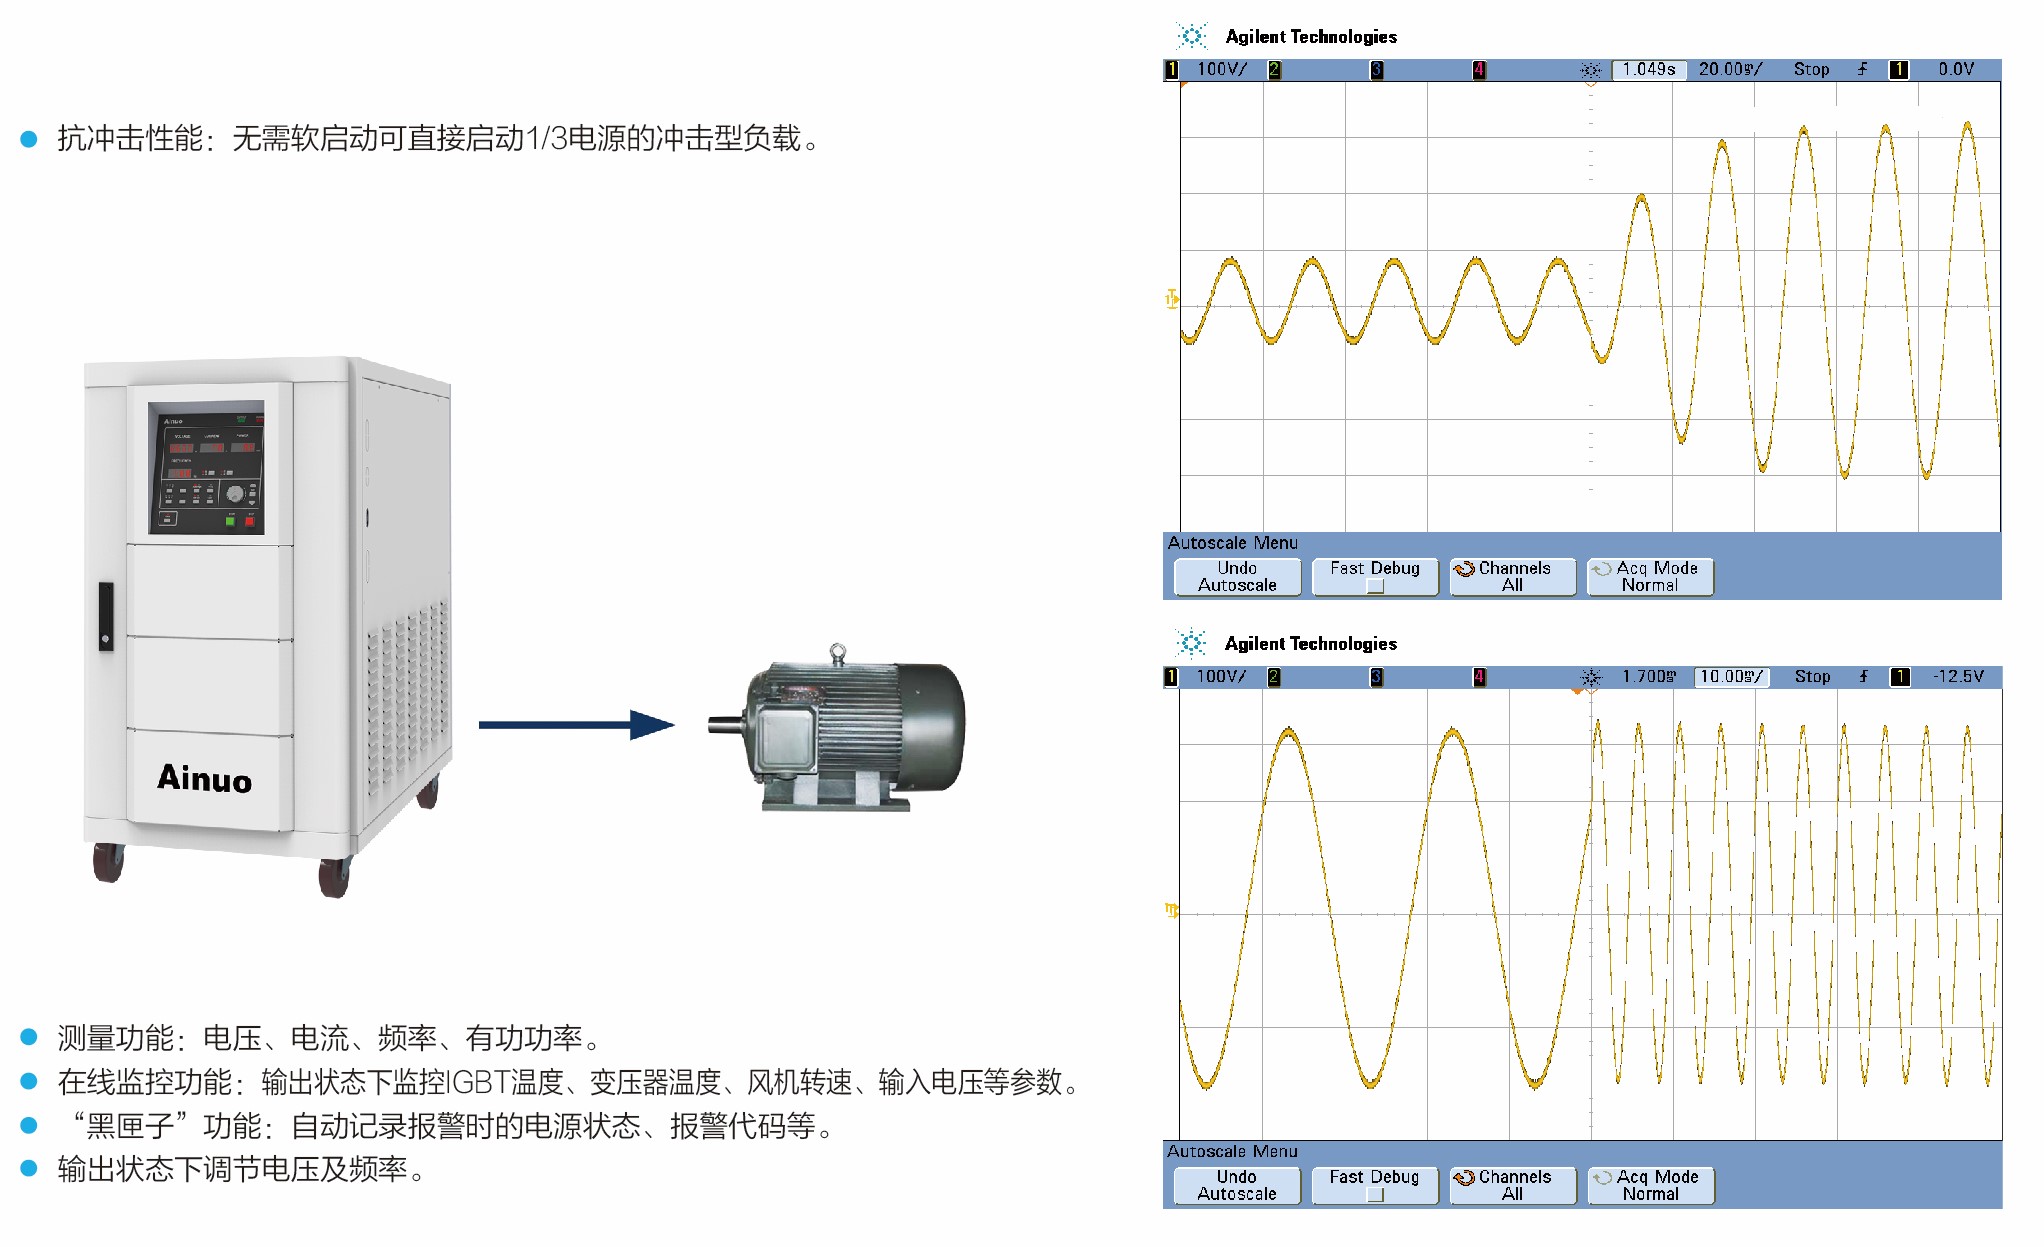 抗冲击性能：无需软启动可直接启动1/3电源的冲击型负载。
Ainuo
Ainuo
测量功能：电压、电流、频率、有功功率。
在线监控功能：输出状态下监控IGBT温度、变压器温度、风机转速、输入电压等参数。
“黑匣子”功能：自动记录报警时的电源状态、报警代码等。
输出状态下调节电压及频率。
Agilent Technologies
1 100V/ 2 3 4 1.049s 20.00ms/ Stop 1 0.0V
Autoscale Menu
Undo Autoscale
Fast Debug
Channels All
Acq Mode Normal
Agilent Technologies
1 100V/ 2 3 4 1.700ms 10.00ms/ Stop 1 -12.5V
Autoscale Menu
Undo Autoscale
Fast Debug
Channels All
Acq Mode Normal